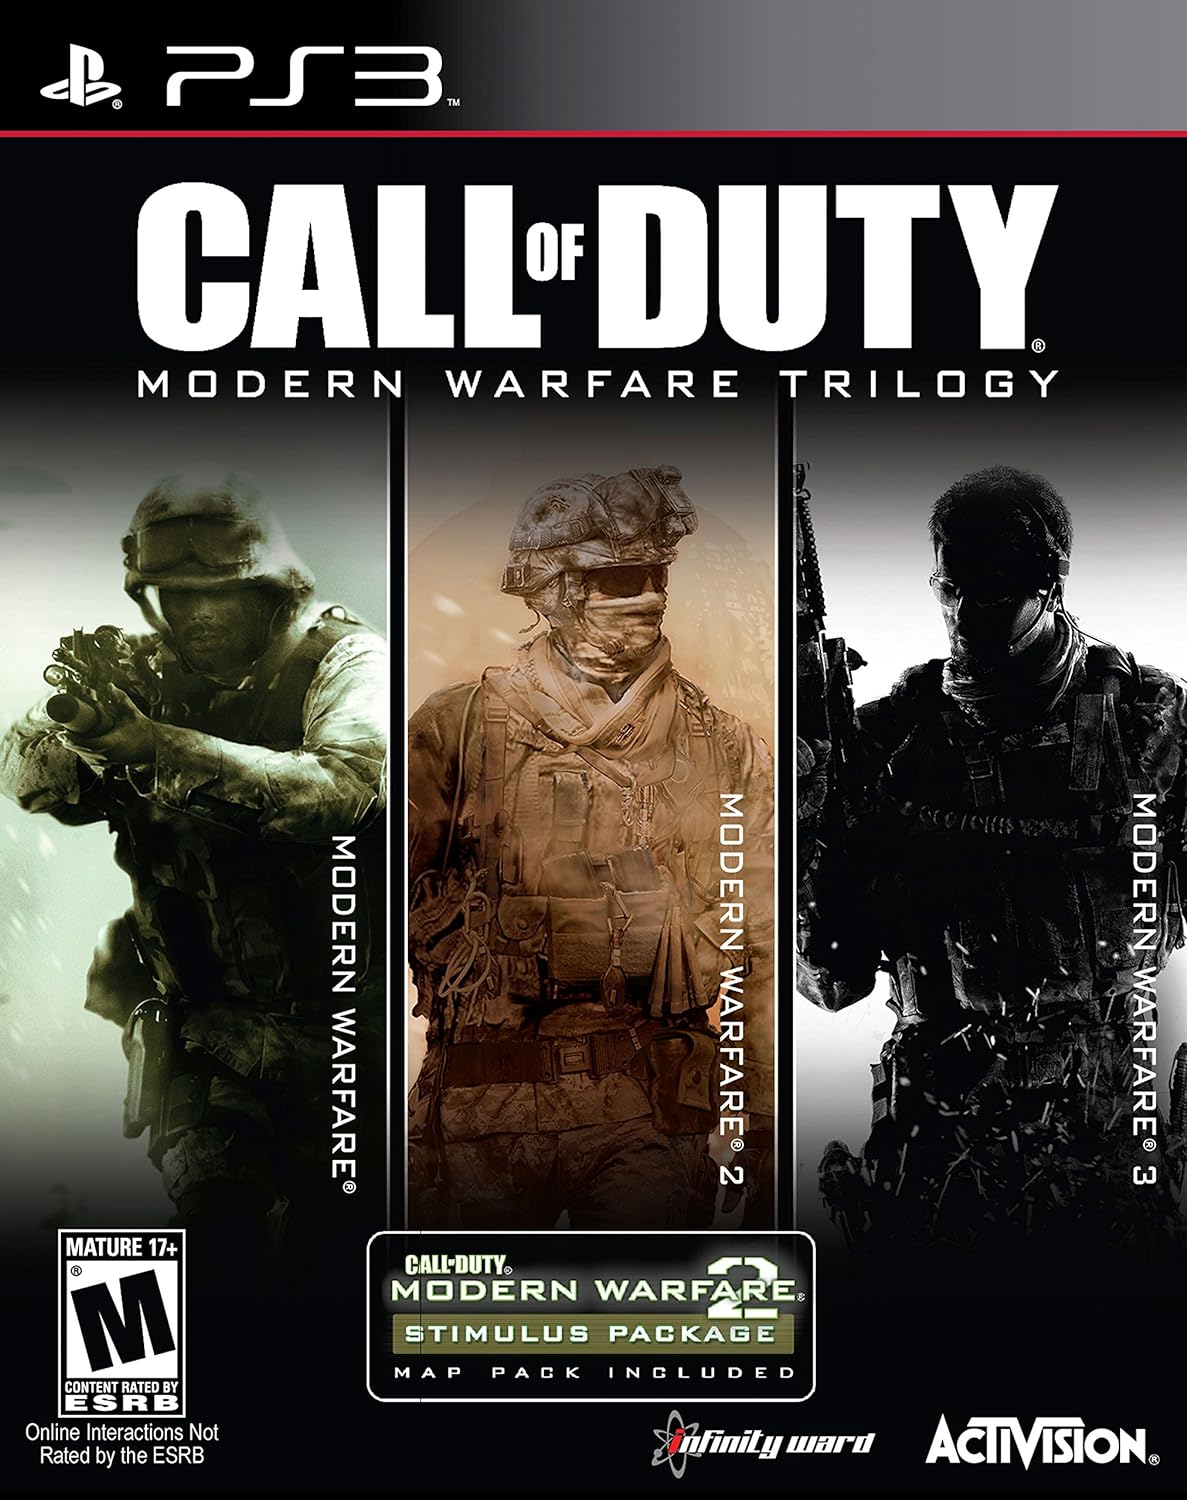 PS3™
CALL OF DUTY®
MODERN WARFARE TRILOGY
MODERN WARFARE®
MODERN WARFARE® 2
MODERN WARFARE® 3
MATURE 17+
M®
CONTENT RATED BY
ESRB
Online Interactions Not
Rated by the ESRB
CALL OF DUTY®
MODERN WARFARE® 2
STIMULUS PACKAGE
MAP PACK INCLUDED
infinity ward
ACTIVISION®